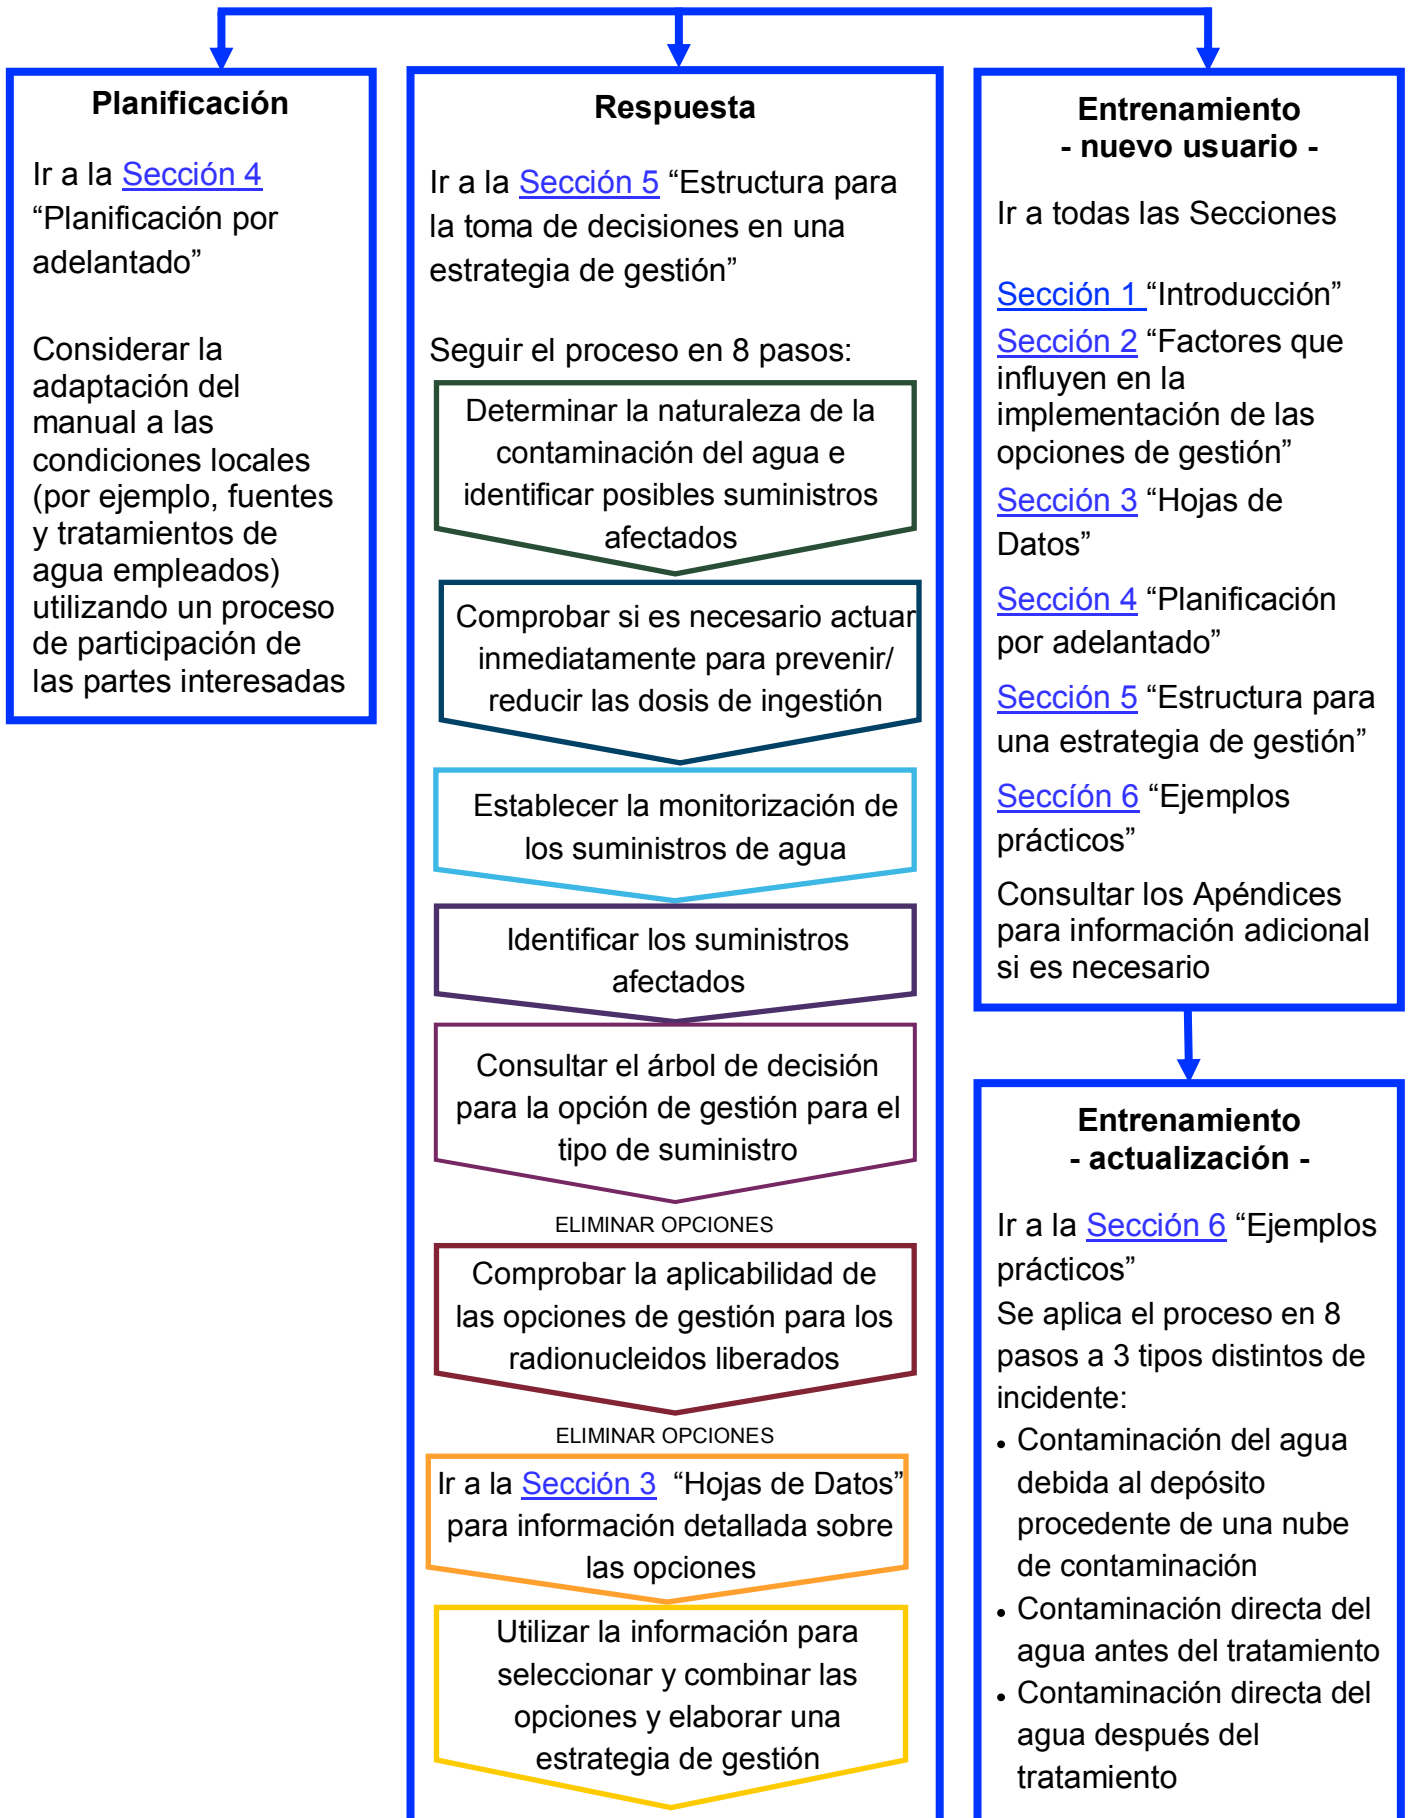 Planificación
Ir a la Sección 4
“Planificación por
adelantado”
Considerar la
adaptación del
manual a las
condiciones locales
(por ejemplo, fuentes
y tratamientos de
agua empleados)
utilizando un proceso
de participación de
las partes interesadas
Respuesta
Ir a la Sección 5 “Estructura para
la toma de decisiones en una
estrategia de gestión”
Seguir el proceso en 8 pasos:
Determinar la naturaleza de la
contaminación del agua e
identificar posibles suministros
afectados
Comprobar si es necesario actuar
inmediatamente para prevenir/
reducir las dosis de ingestión
Establecer la monitorización de
los suministros de agua
Identificar los suministros
afectados
Consultar el árbol de decisión
para la opción de gestión para el
tipo de suministro
ELIMINAR OPCIONES
Comprobar la aplicabilidad de
las opciones de gestión para los
radionucleidos liberados
ELIMINAR OPCIONES
Ir a la Sección 3 “Hojas de Datos”
para información detallada sobre
las opciones
Utilizar la información para
seleccionar y combinar las
opciones y elaborar una
estrategia de gestión
Entrenamiento
- nuevo usuario -
Ir a todas las Secciones
Sección 1 “Introducción”
Sección 2 “Factores que
influyen en la
implementación de las
opciones de gestión”
Sección 3 “Hojas de
Datos”
Sección 4 “Planificación
por adelantado”
Sección 5 “Estructura para
una estrategia de gestión”
Seccíón 6 “Ejemplos
prácticos”
Consultar los Apéndices
para información adicional
si es necesario
Entrenamiento
- actualización -
Ir a la Sección 6 “Ejemplos
prácticos”
Se aplica el proceso en 8
pasos a 3 tipos distintos de
incidente:
• Contaminación del agua
debida al depósito
procedente de una nube
de contaminación
• Contaminación directa del
agua antes del tratamiento
• Contaminación directa del
agua después del
tratamiento